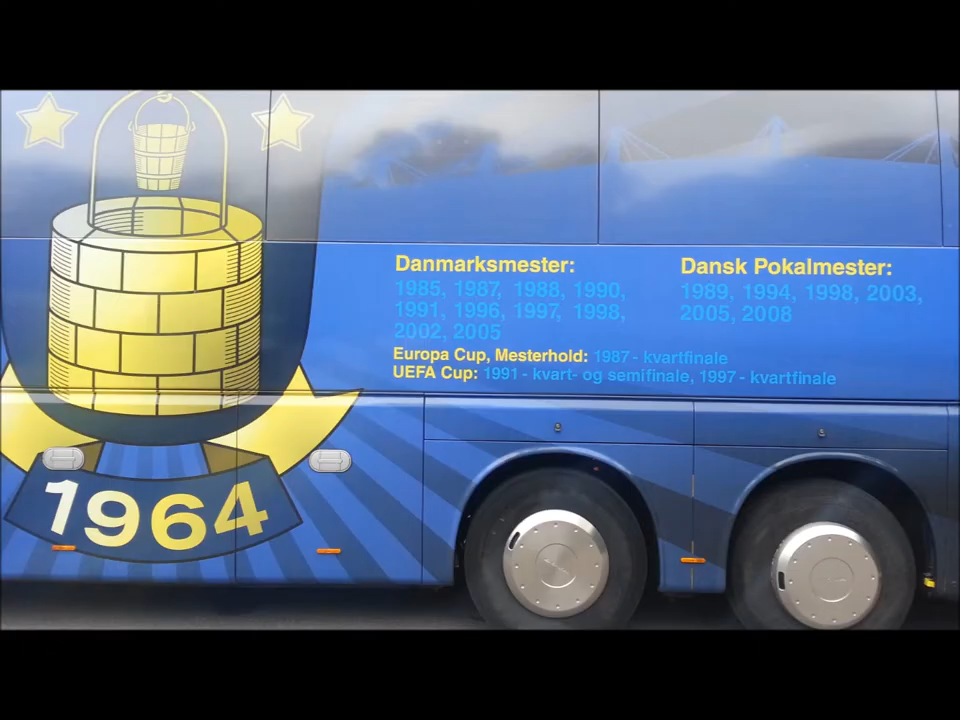 Danmarksmester:
1985, 1987, 1988, 1990,
1991, 1996, 1997, 1998,
2002, 2005
Dansk Pokalmester:
1989, 1994, 1998, 2003,
2005, 2008
Europa Cup, Mesterhold: 1987 - kvartfinale
UEFA Cup: 1991 - kvart- og semifinale, 1997 - kvartfinale
1964